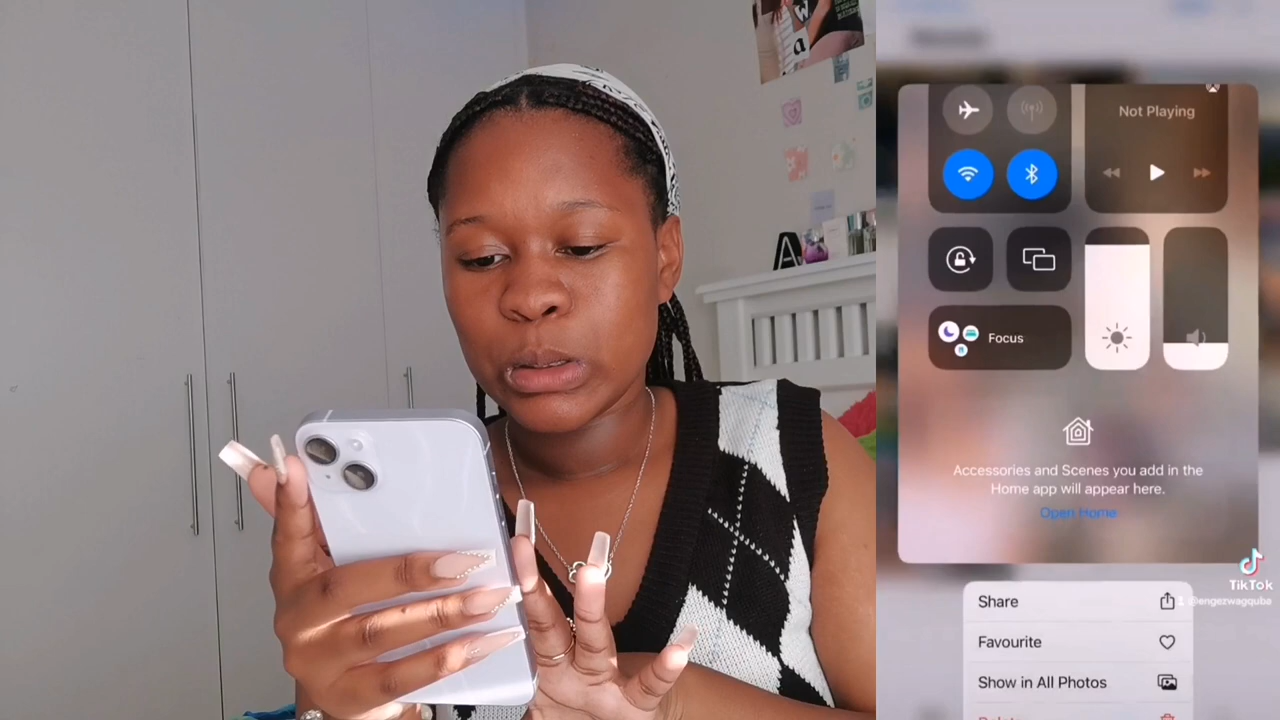 W
a
A
Not Playing
Focus
Accessories and Scenes you add in the
Home app will appear here.
Open Home
TikTok
@engezwagquba
Share
Favourite
Show in All Photos